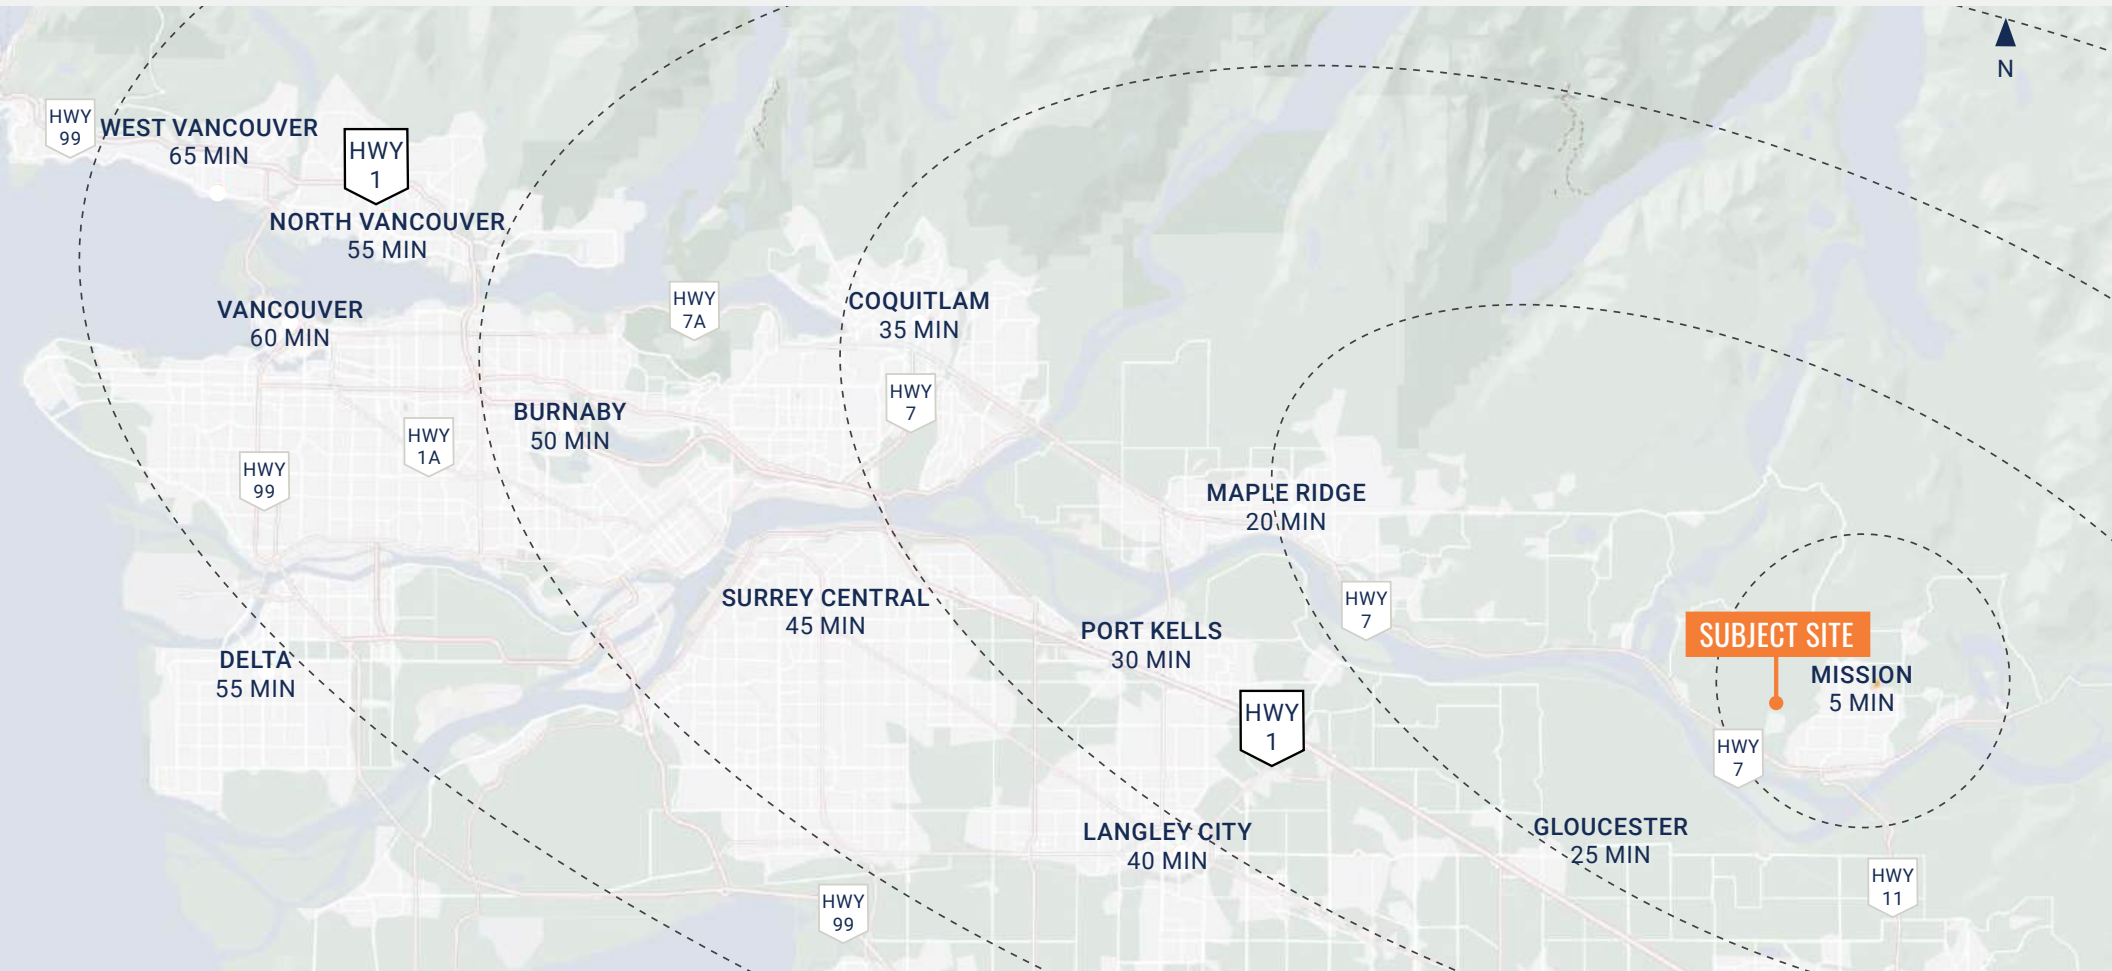 N
HWY
99
WEST VANCOUVER
65 MIN
HWY
1
NORTH VANCOUVER
55 MIN
VANCOUVER
60 MIN
HWY
7A
COQUITLAM
35 MIN
HWY
7
BURNABY
50 MIN
HWY
1A
HWY
99
MAPLE RIDGE
20 MIN
SURREY CENTRAL
45 MIN
HWY
7
PORT KELLS
30 MIN
SUBJECT SITE
DELTA
55 MIN
MISSION
5 MIN
HWY
1
HWY
7
LANGLEY CITY
40 MIN
GLOUCESTER
25 MIN
HWY
99
HWY
11